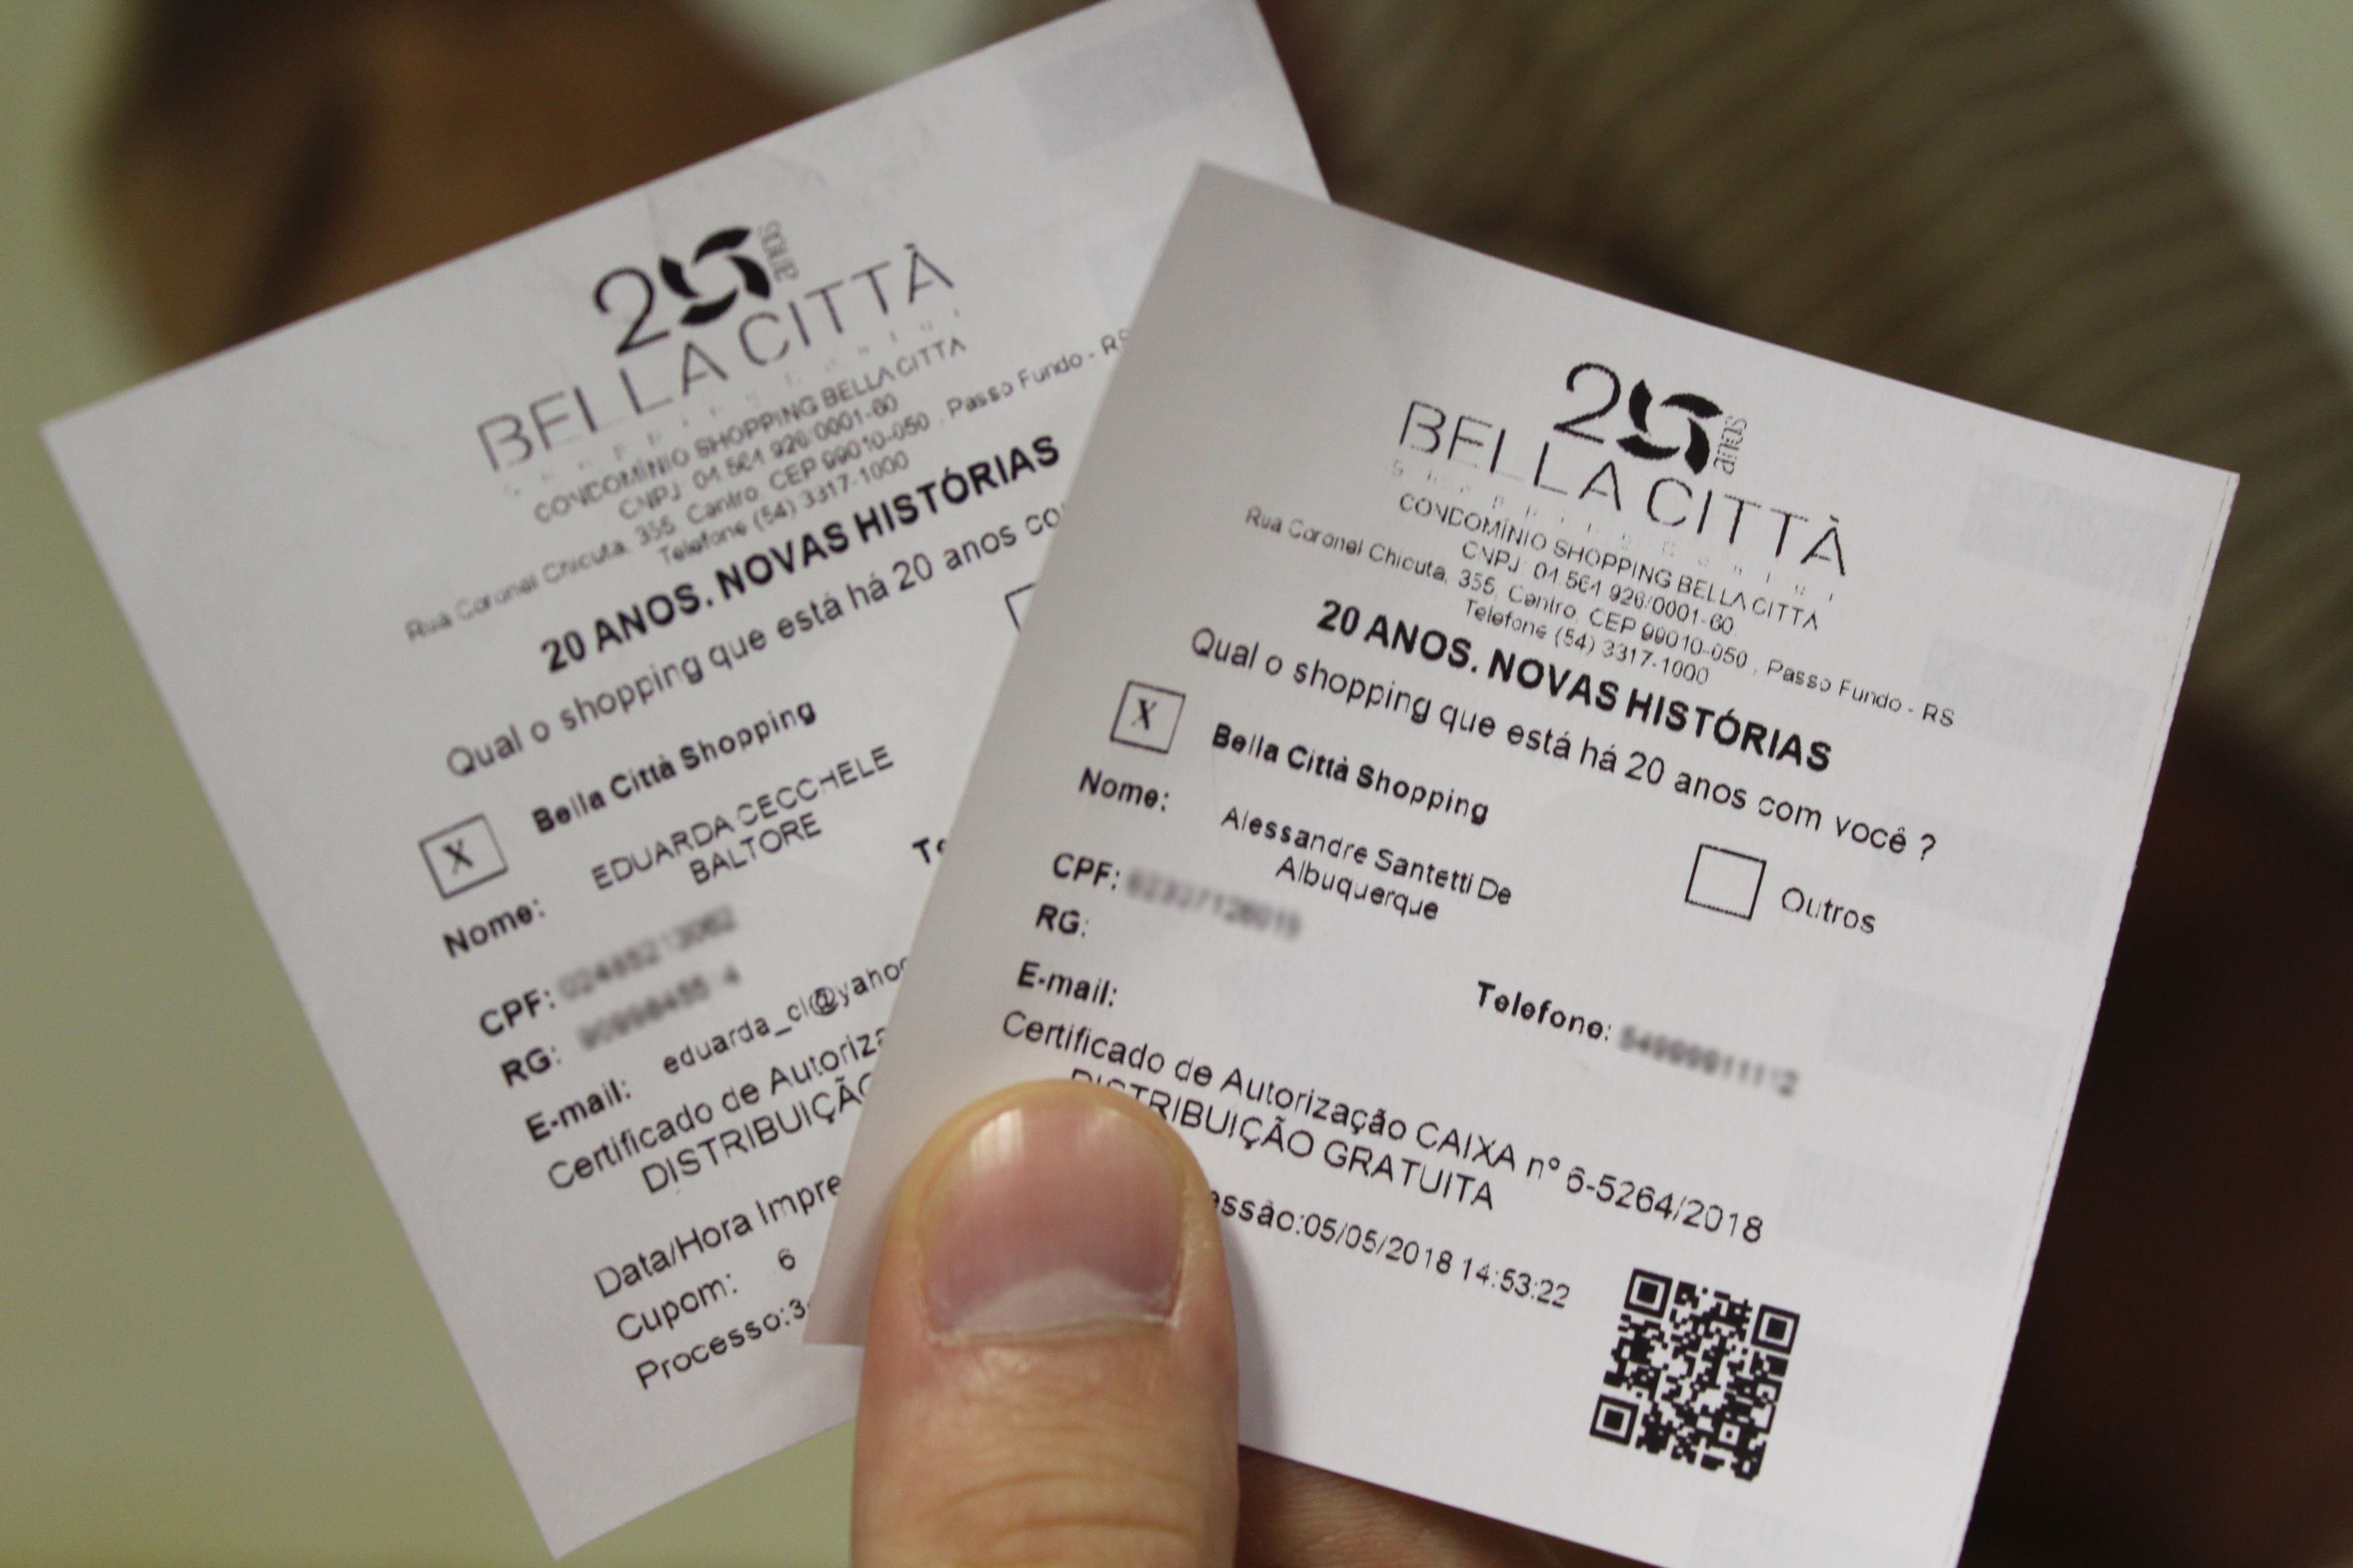 20 anos
BELLA CITTÀ
CONDOMÍNIO SHOPPING BELLA CITTA
CNPJ: 04.564.926/0001-60
Rua Coronel Chicuta, 355, Centro, CEP 99010-050 , Passo Fundo - RS
Telefone (54) 3317-1000
20 ANOS. NOVAS HISTÓRIAS
Qual o shopping que está há 20 anos co
X Bella Città Shopping
Nome: EDUARDA CECCHELE
BALTORE
CPF:
RG:
E-mail: eduarda_cl@yahoo
Certificado de Autoriza
DISTRIBUIÇÃO
Data/Hora Impre
Cupom: 6
Processo:3
20 anos
BELLA CITTÀ
CONDOMÍNIO SHOPPING BELLA CITTA
CNPJ: 04.564.926/0001-60
Rua Coronel Chicuta, 355, Centro, CEP 99010-050 , Passo Fundo - RS
Telefone (54) 3317-1000
20 ANOS. NOVAS HISTÓRIAS
Qual o shopping que está há 20 anos com você ?
X Bella Città Shopping Outros
Nome: Alessandre Santetti De
Albuquerque
CPF:
RG: Telefone:
E-mail:
Certificado de Autorização CAIXA nº 6-5264/2018
DISTRIBUIÇÃO GRATUITA
essão:05/05/2018 14:53:22